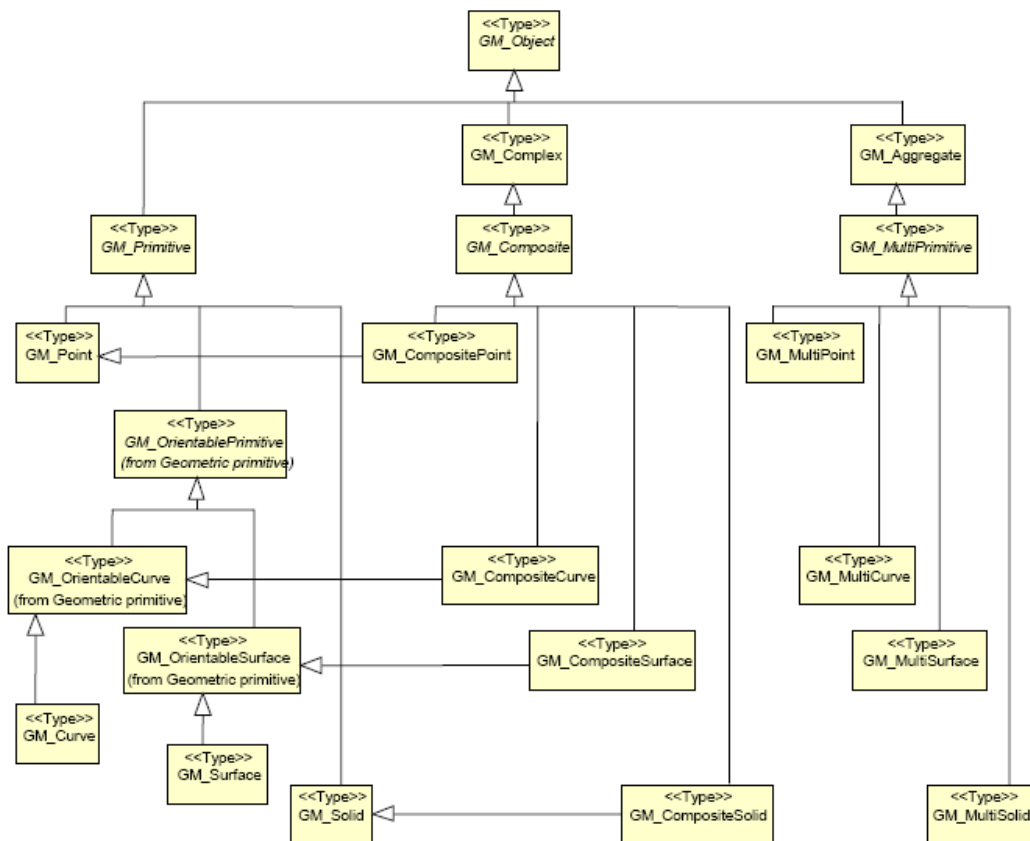 <<Type>>
GM_Object
<<Type>>
GM_Complex
<<Type>>
GM_Aggregate
<<Type>>
GM_Primitive
<<Type>>
GM_Composite
<<Type>>
GM_MultiPrimitive
<<Type>>
GM_Point
<<Type>>
GM_CompositePoint
<<Type>>
GM_MultiPoint
<<Type>>
GM_OrientablePrimitive
(from Geometric primitive)
<<Type>>
GM_OrientableCurve
(from Geometric primitive)
<<Type>>
GM_CompositeCurve
<<Type>>
GM_MultiCurve
<<Type>>
GM_OrientableSurface
(from Geometric primitive)
<<Type>>
GM_CompositeSurface
<<Type>>
GM_MultiSurface
<<Type>>
GM_Curve
<<Type>>
GM_Surface
<<Type>>
GM_Solid
<<Type>>
GM_CompositeSolid
<<Type>>
GM_MultiSolid